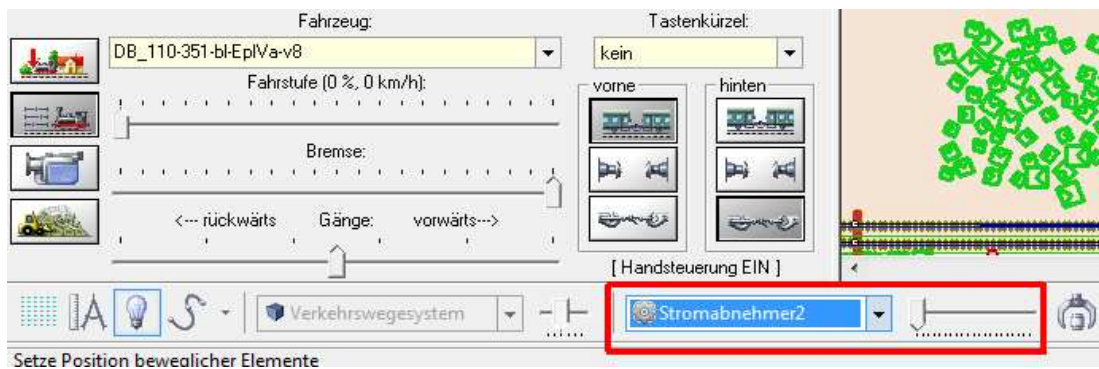 Fahrzeug: Tastenkürzel:
DB_110-351-bl-EpIVa-v8 kein
Fahrstufe (0 %, 0 km/h): vorne hinten
Bremse:
<--- rückwärts Gänge: vorwärts--->
[ Handsteuerung EIN ]
Verkehrswegesystem Stromabnehmer2
Setze Position beweglicher Elemente